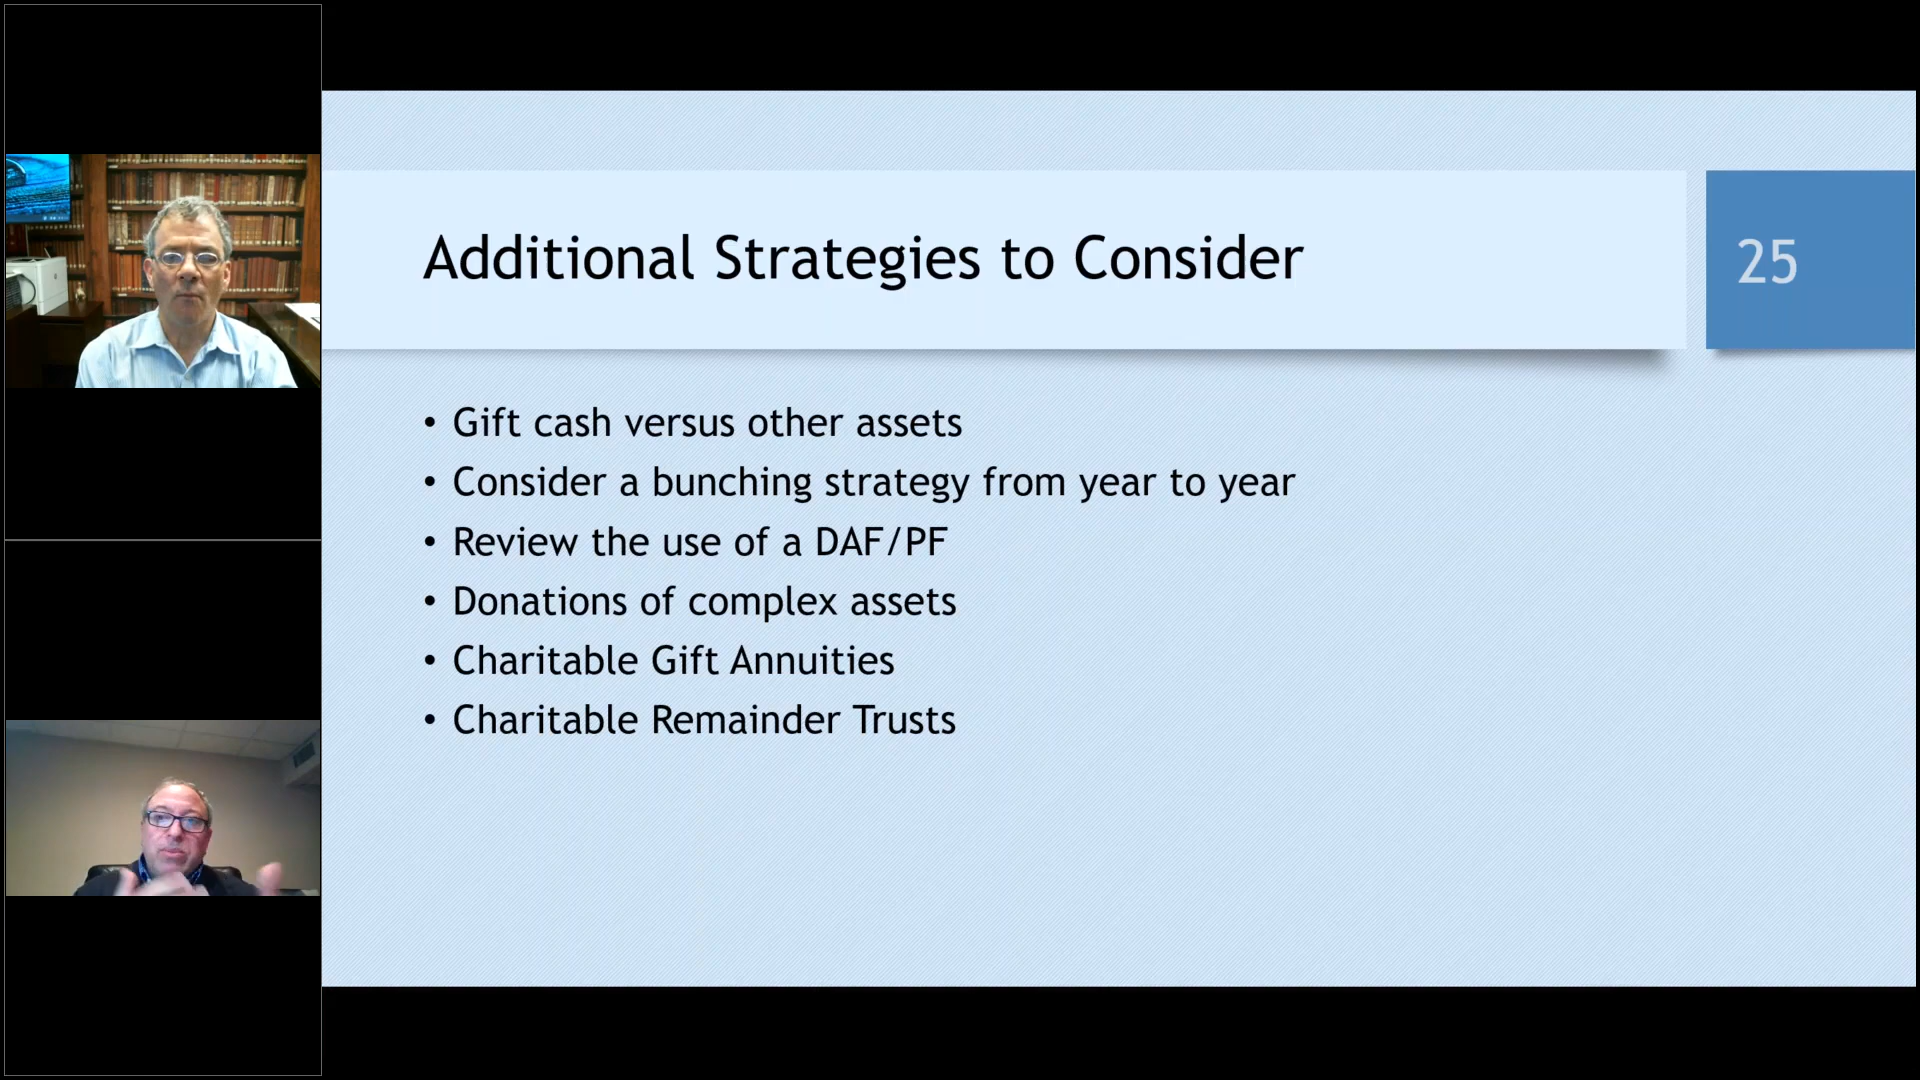 Additional Strategies to Consider
25
• Gift cash versus other assets
• Consider a bunching strategy from year to year
• Review the use of a DAF/PF
• Donations of complex assets
• Charitable Gift Annuities
• Charitable Remainder Trusts